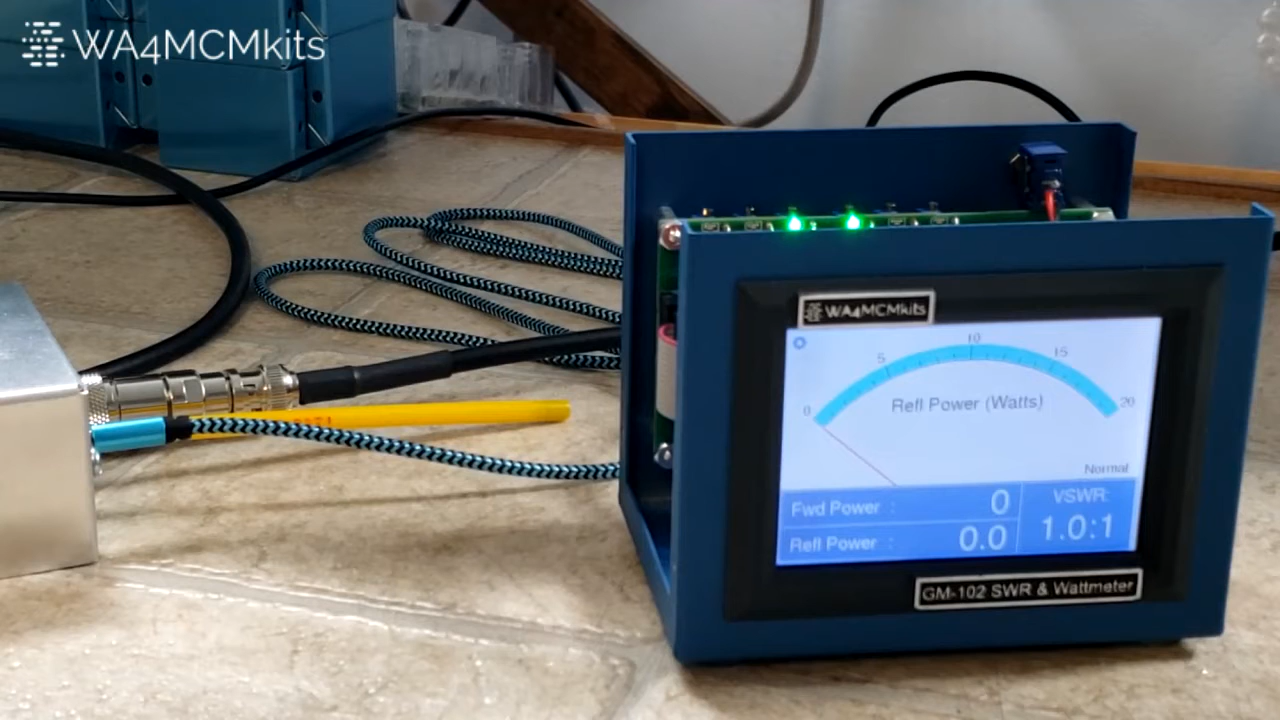 WA4MCMkits
WA4MCMkits
0
5
10
15
20
Refl Power (Watts)
Normal
Fwd Power : 0
Refl Power : 0.0
VSWR:
1.0:1
GM-102 SWR & Wattmeter